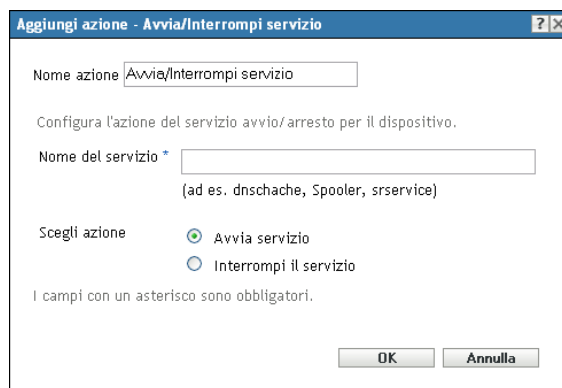 Aggiungi azione - Avvia/Interrompi servizio
Nome azione Avvia/Interrompi servizio
Configura l'azione del servizio avvio/arresto per il dispositivo.
Nome del servizio *
(ad es. dnschache, Spooler, srservice)
Scegli azione Avvia servizio
Interrompi il servizio
I campi con un asterisco sono obbligatori.
OK Annulla